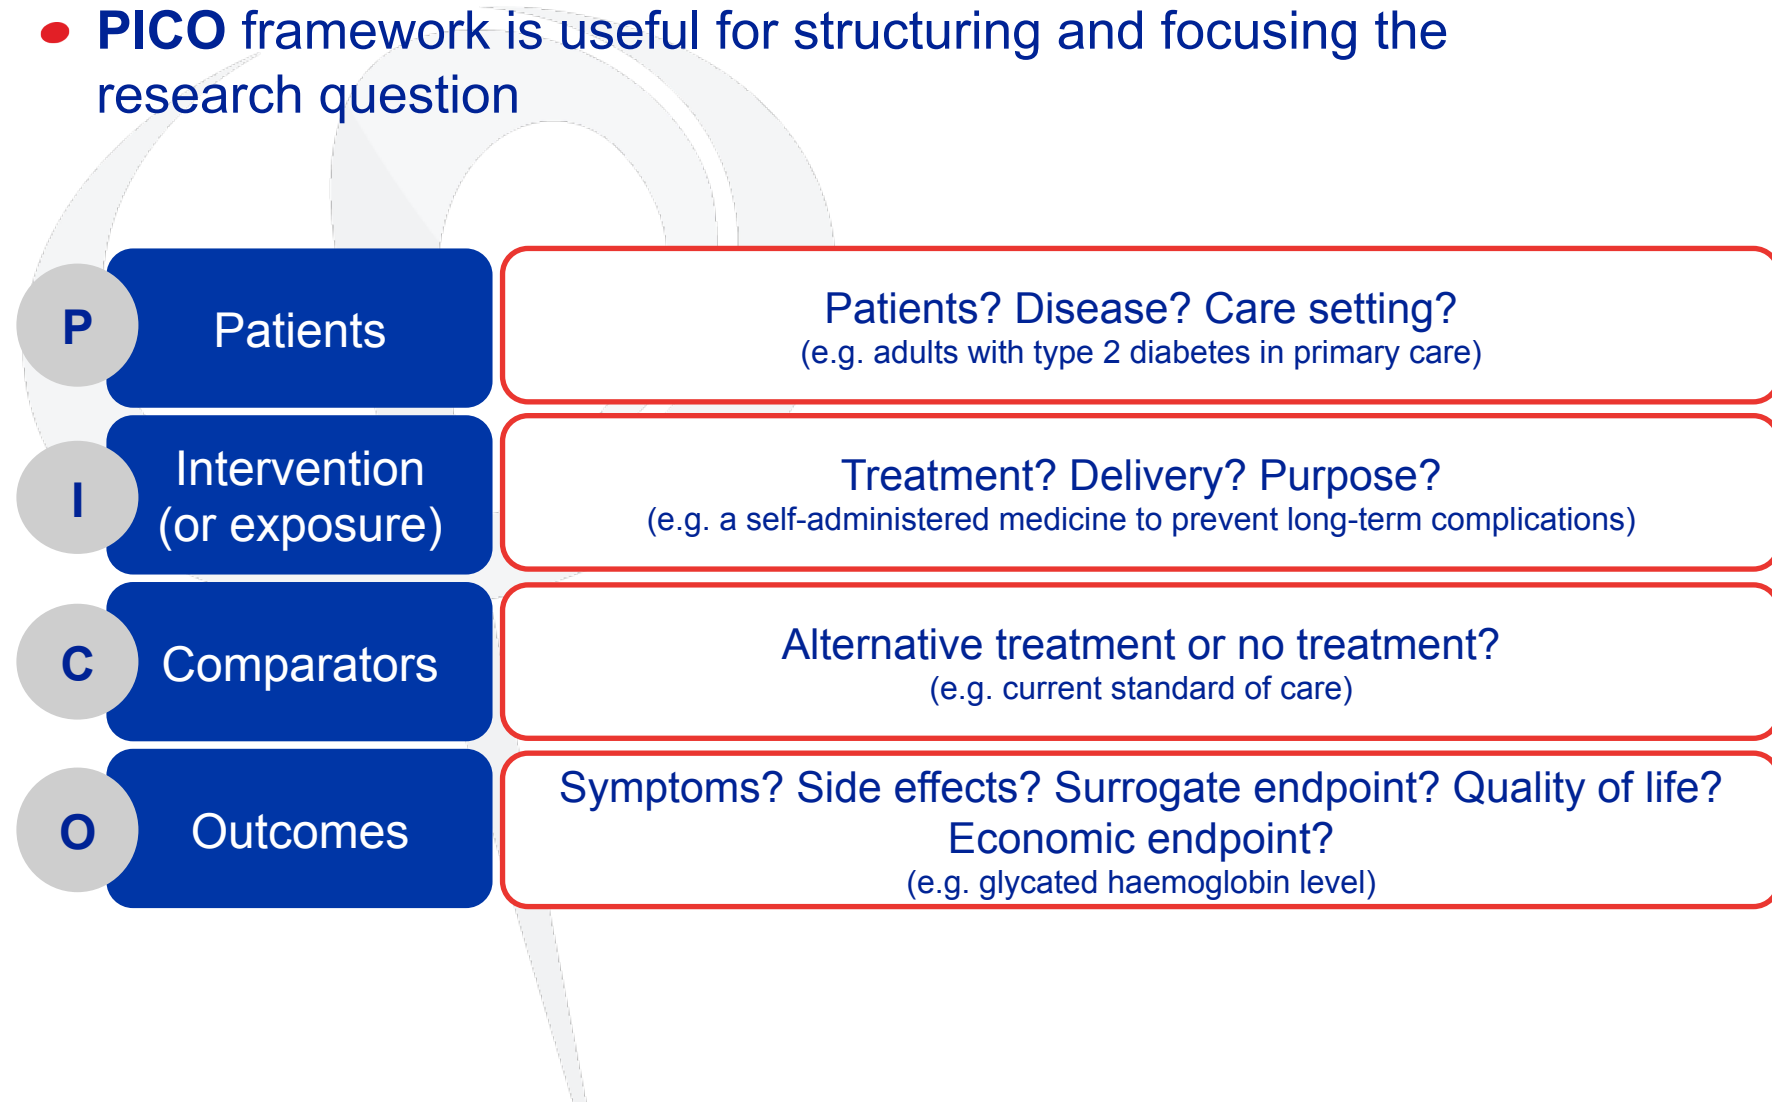 PICO framework is useful for structuring and focusing the
research question
P
Patients
Patients? Disease? Care setting?
(e.g. adults with type 2 diabetes in primary care)
I
Intervention
(or exposure)
Treatment? Delivery? Purpose?
(e.g. a self-administered medicine to prevent long-term complications)
C
Comparators
Alternative treatment or no treatment?
(e.g. current standard of care)
O
Outcomes
Symptoms? Side effects? Surrogate endpoint? Quality of life?
Economic endpoint?
(e.g. glycated haemoglobin level)